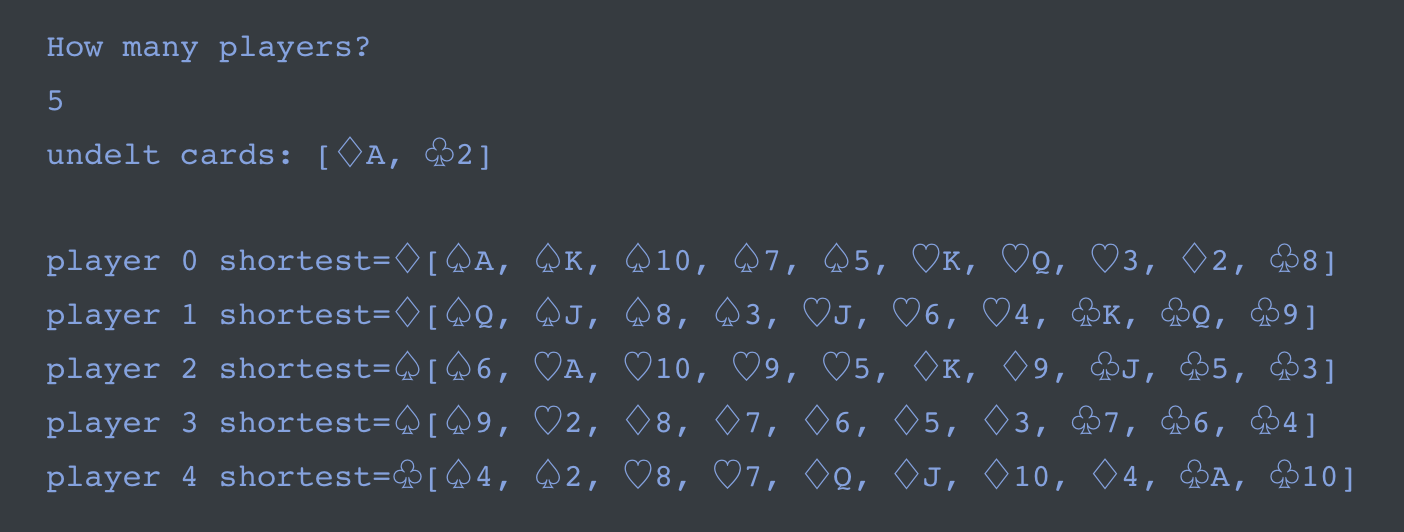 How many players?
5
undelt cards: [♢A, ♧2]
player 0 shortest=♢[♤A, ♤K, ♤10, ♤7, ♤5, ♡K, ♡Q, ♡3, ♢2, ♧8]
player 1 shortest=♢[♤Q, ♤J, ♤8, ♤3, ♡J, ♡6, ♡4, ♧K, ♧Q, ♧9]
player 2 shortest=♤[♤6, ♡A, ♡10, ♡9, ♡5, ♢K, ♢9, ♧J, ♧5, ♧3]
player 3 shortest=♤[♤9, ♡2, ♢8, ♢7, ♢6, ♢5, ♢3, ♧7, ♧6, ♧4]
player 4 shortest=♧[♤4, ♤2, ♡8, ♡7, ♢Q, ♢J, ♢10, ♢4, ♧A, ♧10]